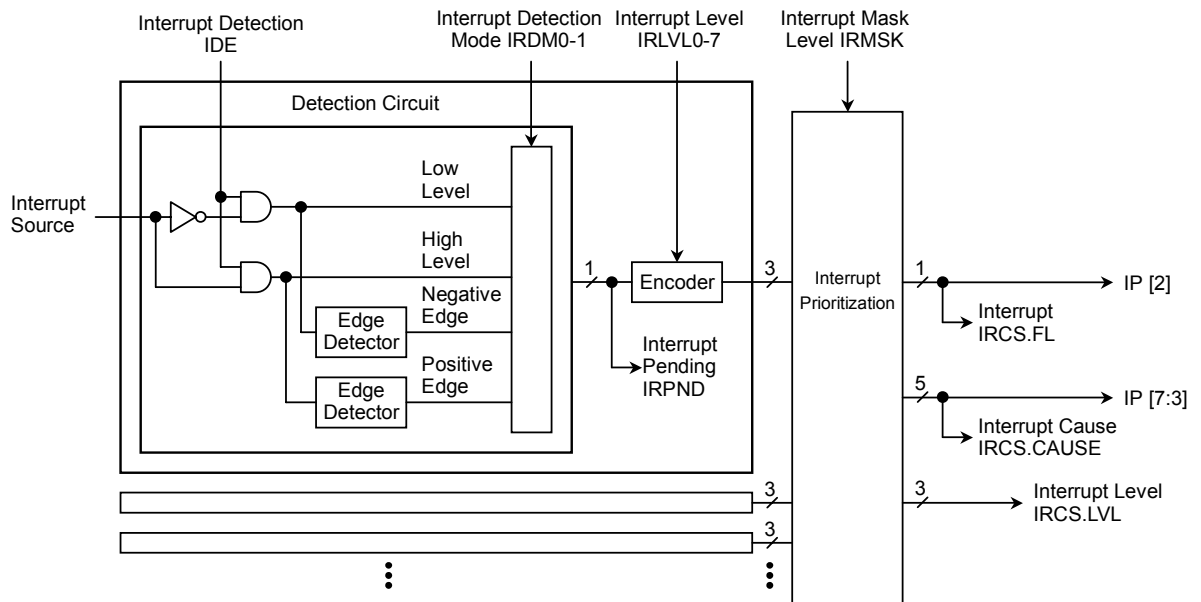 Interrupt Detection
IDE
Interrupt Detection
Mode IRDM0-1
Interrupt Level
IRLVL0-7
Interrupt Mask
Level IRMSK
Detection Circuit
Interrupt
Source
Low
Level
High
Level
Negative
Edge
Edge
Detector
Positive
Edge
Edge
Detector
1
Encoder
3
Interrupt
Pending
IRPND
Interrupt
Prioritization
1
IP [2]
Interrupt
IRCS.FL
5
IP [7:3]
Interrupt Cause
IRCS.CAUSE
3
3
Interrupt Level
IRCS.LVL
3